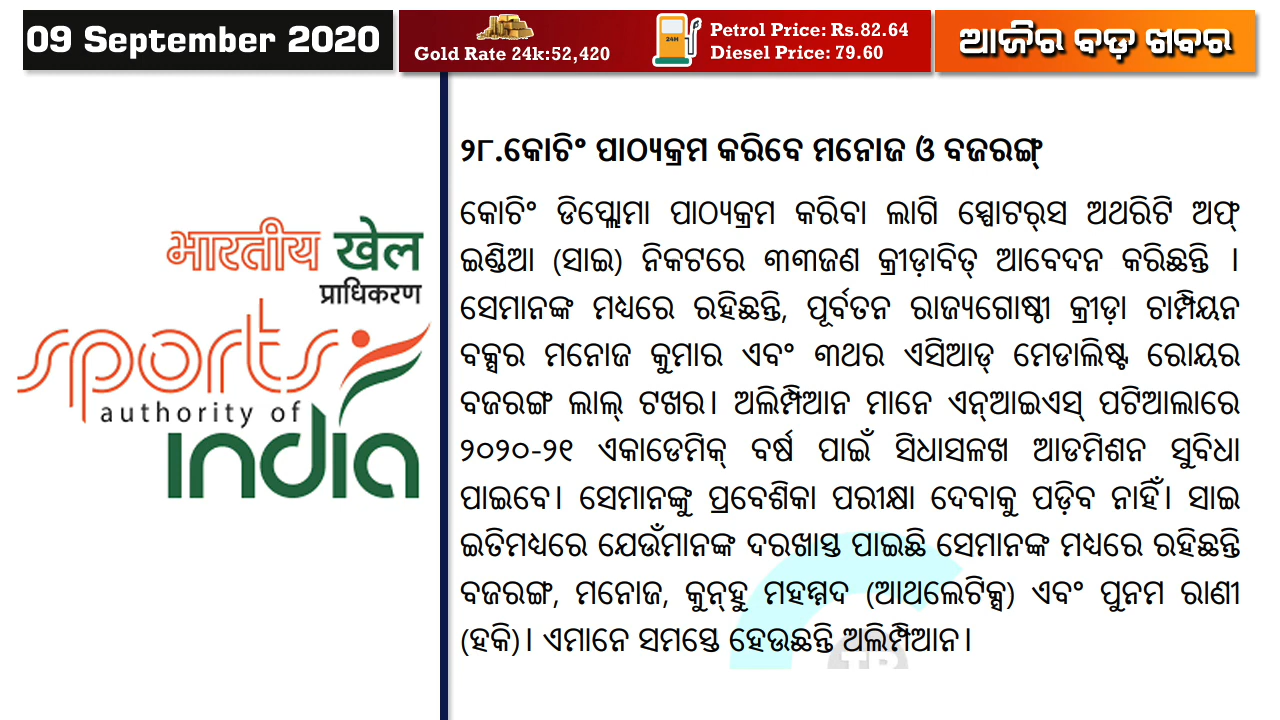 09 September 2020
Gold Rate 24k:52,420
24H
Petrol Price: Rs.82.64
Diesel Price: 79.60
ଆଜିର ବଡ଼ ଖବର
୨୮.କୋଚିଂ ପାଠ୍ୟକ୍ରମ କରିବେ ମନୋଜ ଓ ବଜରଙ୍ଗ୍
କୋଚିଂ ଡିପ୍ଲୋମା ପାଠ୍ୟକ୍ରମ କରିବା ଲାଗି ସ୍ପୋଟର୍‌ସ ଅଥରିଟି ଅଫ୍
ଇଣ୍ଡିଆ (ସାଇ) ନିକଟରେ ୩୩ଜଣ କ୍ରୀଡ଼ାବିତ୍ ଆବେଦନ କରିଛନ୍ତି ।
ସେମାନଙ୍କ ମଧ୍ୟରେ ରହିଛନ୍ତି, ପୂର୍ବତନ ରାଜ୍ୟଗୋଷ୍ଠୀ କ୍ରୀଡ଼ା ଚାମ୍ପିୟନ
ବକ୍ସର ମନୋଜ କୁମାର ଏବଂ ୩ଥର ଏସିଆଡ୍ ମେଡାଲିଷ୍ଟ ରୋୟର
ବଜରଙ୍ଗ ଲାଲ୍ ଟଖର। ଅଲିମ୍ପିଆନ ମାନେ ଏନ୍‌ଆଇଏସ୍ ପଟିଆଲାରେ
୨୦୨୦-୨୧ ଏକାଡେମିକ୍ ବର୍ଷ ପାଇଁ ସିଧାସଳଖ ଆଡମିଶନ ସୁବିଧା
ପାଇବେ। ସେମାନଙ୍କୁ ପ୍ରବେଶିକା ପରୀକ୍ଷା ଦେବାକୁ ପଡ଼ିବ ନାହିଁ। ସାଇ
ଇତିମଧ୍ୟରେ ଯେଉଁମାନଙ୍କ ଦରଖାସ୍ତ ପାଇଛି ସେମାନଙ୍କ ମଧ୍ୟରେ ରହିଛନ୍ତି
ବଜରଙ୍ଗ, ମନୋଜ, କୁନ୍‌ହୁ ମହମ୍ମଦ (ଆଥଲେଟିକ୍ସ) ଏବଂ ପୁନମ ରାଣୀ
(ହକି)। ଏମାନେ ସମସ୍ତେ ହେଉଛନ୍ତି ଅଲିମ୍ପିଆନ।
भारतीय खेल
प्राधिकरण
sports
authority of
india